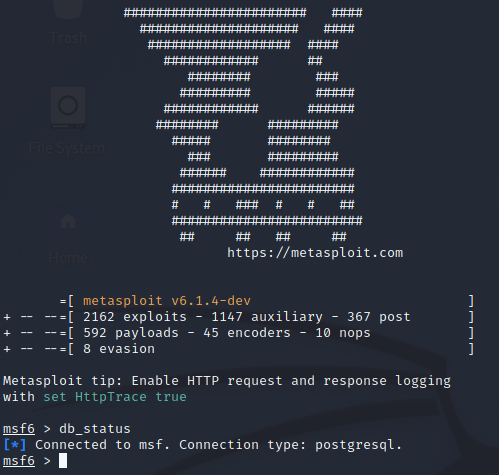 Trash
File System
Home
########################   ####
####################   ####
##################  ####
############      ##
########        ###
#########        #####
############      ######
########      #########
#####       ########
###       #########
######    ############
#######################
#   #   ###  #   #   ##
########################
##     ##   ##     ##
https://metasploit.com
=[ metasploit v6.1.4-dev                           ]
+ -- --=[ 2162 exploits - 1147 auxiliary - 367 post       ]
+ -- --=[ 592 payloads - 45 encoders - 10 nops            ]
+ -- --=[ 8 evasion                                       ]
Metasploit tip: Enable HTTP request and response logging
with set HttpTrace true
msf6 > db_status
[*] Connected to msf. Connection type: postgresql.
msf6 >